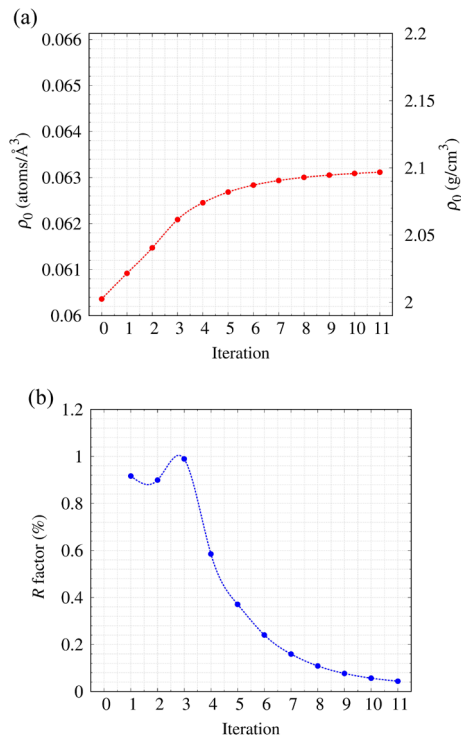 (a)
0.066
0.065
0.064
0.063
0.062
0.061
0.06
ρ0 (atoms/Å3)
2.2
2.15
2.1
2.05
2
ρ0 (g/cm3)
0 1 2 3 4 5 6 7 8 9 10 11
Iteration
(b)
1.2
1
0.8
0.6
0.4
0.2
0
R factor (%)
0 1 2 3 4 5 6 7 8 9 10 11
Iteration